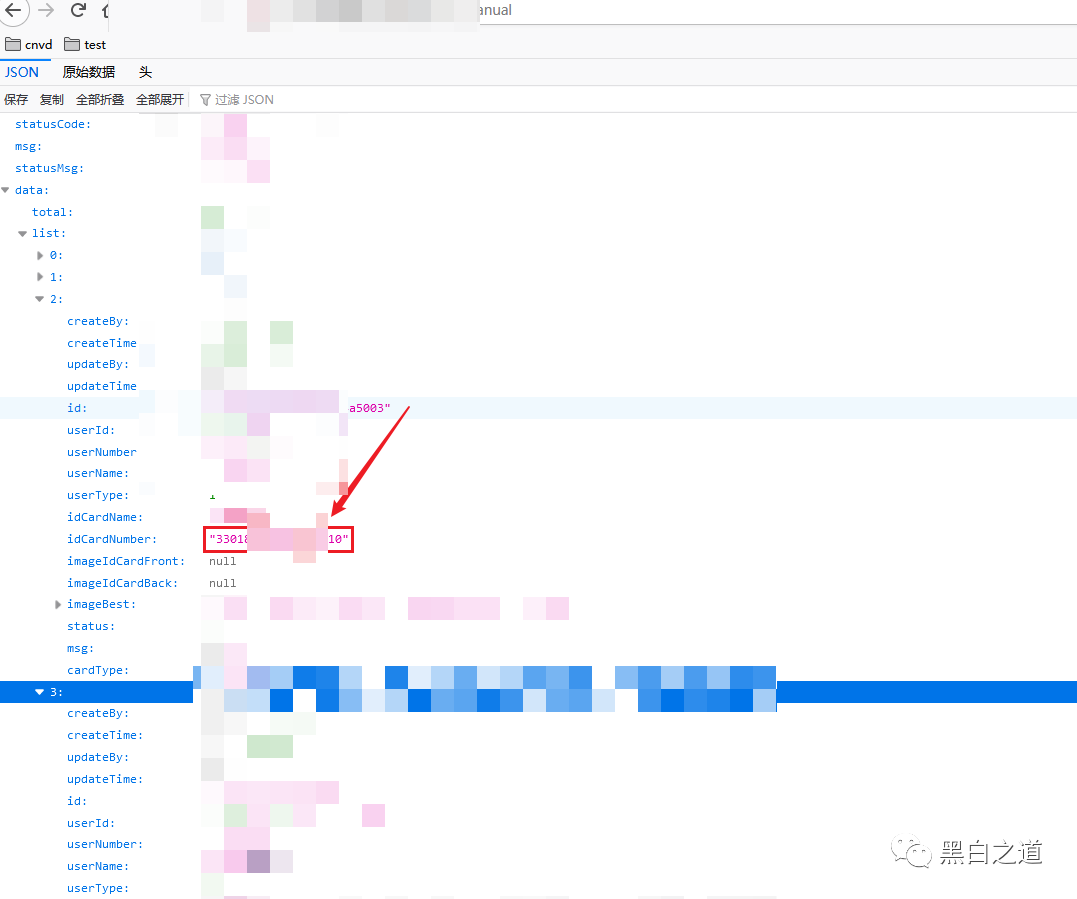 anual
cnvd test
JSON 原始数据 头
保存 复制 全部折叠 全部展开 过滤 JSON
statusCode:
msg:
statusMsg:
data:
total:
list:
0:
1:
2:
createBy:
createTime
updateBy:
updateTime
id: a5003"
userId:
userNumber
userName:
userType: 1
idCardName:
idCardNumber: "3301 10"
imageIdCardFront: null
imageIdCardBack: null
imageBest:
status:
msg:
cardType:
3:
createBy:
createTime:
updateBy:
updateTime:
id:
userId:
userNumber:
userName:
userType:
黑白之道